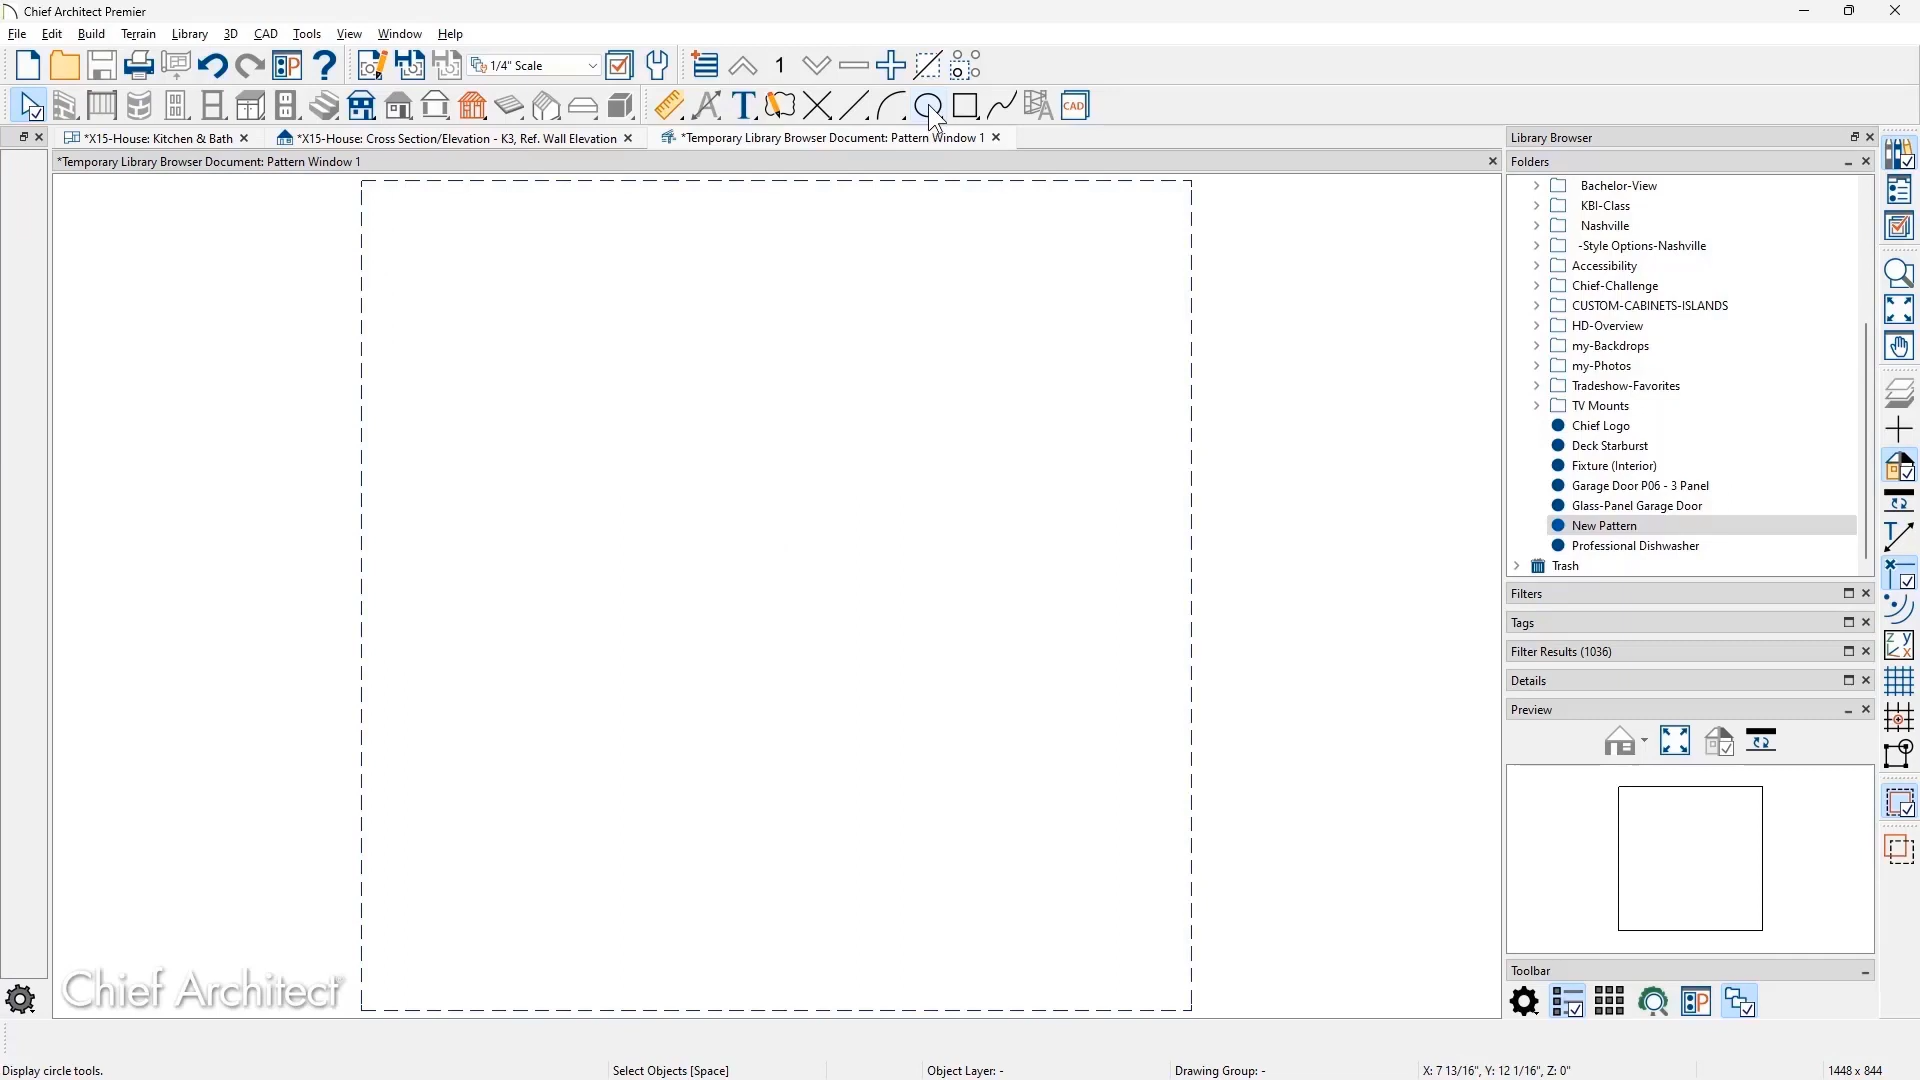 Chief Architect Premier
File Edit Build Terrain Library 3D CAD Tools View Window Help
1/4" Scale
1
T
CAD
*X15-House: Kitchen & Bath
*X15-House: Cross Section/Elevation - K3, Ref. Wall Elevation
*Temporary Library Browser Document: Pattern Window 1
*Temporary Library Browser Document: Pattern Window 1
Library Browser
Folders
Bachelor-View
KBI-Class
Nashville
-Style Options-Nashville
Accessibility
Chief-Challenge
CUSTOM-CABINETS-ISLANDS
HD-Overview
my-Backdrops
my-Photos
Tradeshow-Favorites
TV Mounts
Chief Logo
Deck Starburst
Fixture (Interior)
Garage Door P06 - 3 Panel
Glass-Panel Garage Door
New Pattern
Professional Dishwasher
Trash
Filters
Tags
Filter Results (1036)
Details
Preview
Toolbar
Chief Architect
Display circle tools.
Select Objects [Space]
Object Layer: -
Drawing Group: -
X: 7 13/16", Y: 12 1/16", Z: 0"
1448 x 844